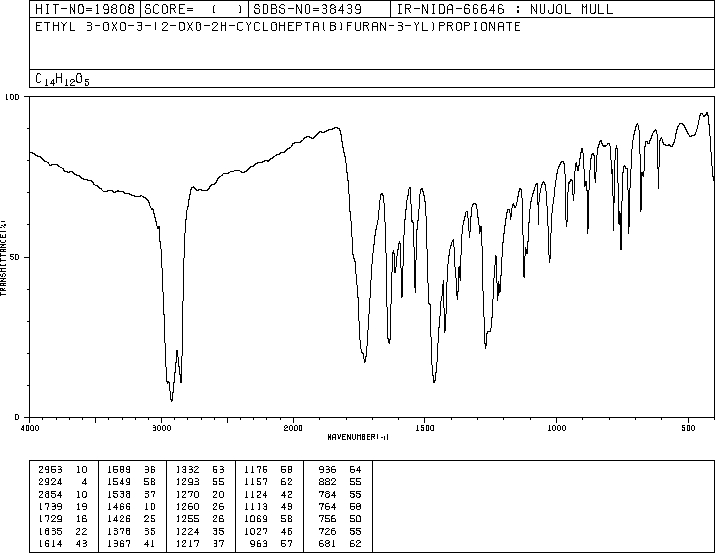 HIT-NO=19808 SCORE= ( ) SDBS-NO=38439 IR-NIDA-66646 : NUJOL MULL
ETHYL 3-OXO-3-(2-OXO-2H-CYCLOHEPTA(B)FURAN-3-YL)PROPIONATE
C14H12O5
100
50
0
TRANSMITTANCE(%)
4000 3000 2000 1500 1000 500
WAVENUMBER(-1)
2963 10 1589 36 1332 63 1176 68 936 64
2924 4 1549 58 1293 55 1157 62 882 55
2854 10 1538 37 1270 20 1124 42 784 55
1739 19 1466 10 1260 26 1113 49 764 58
1729 16 1426 25 1255 26 1069 58 756 50
1635 22 1378 35 1224 35 1027 46 726 55
1614 43 1367 41 1217 37 963 57 681 62